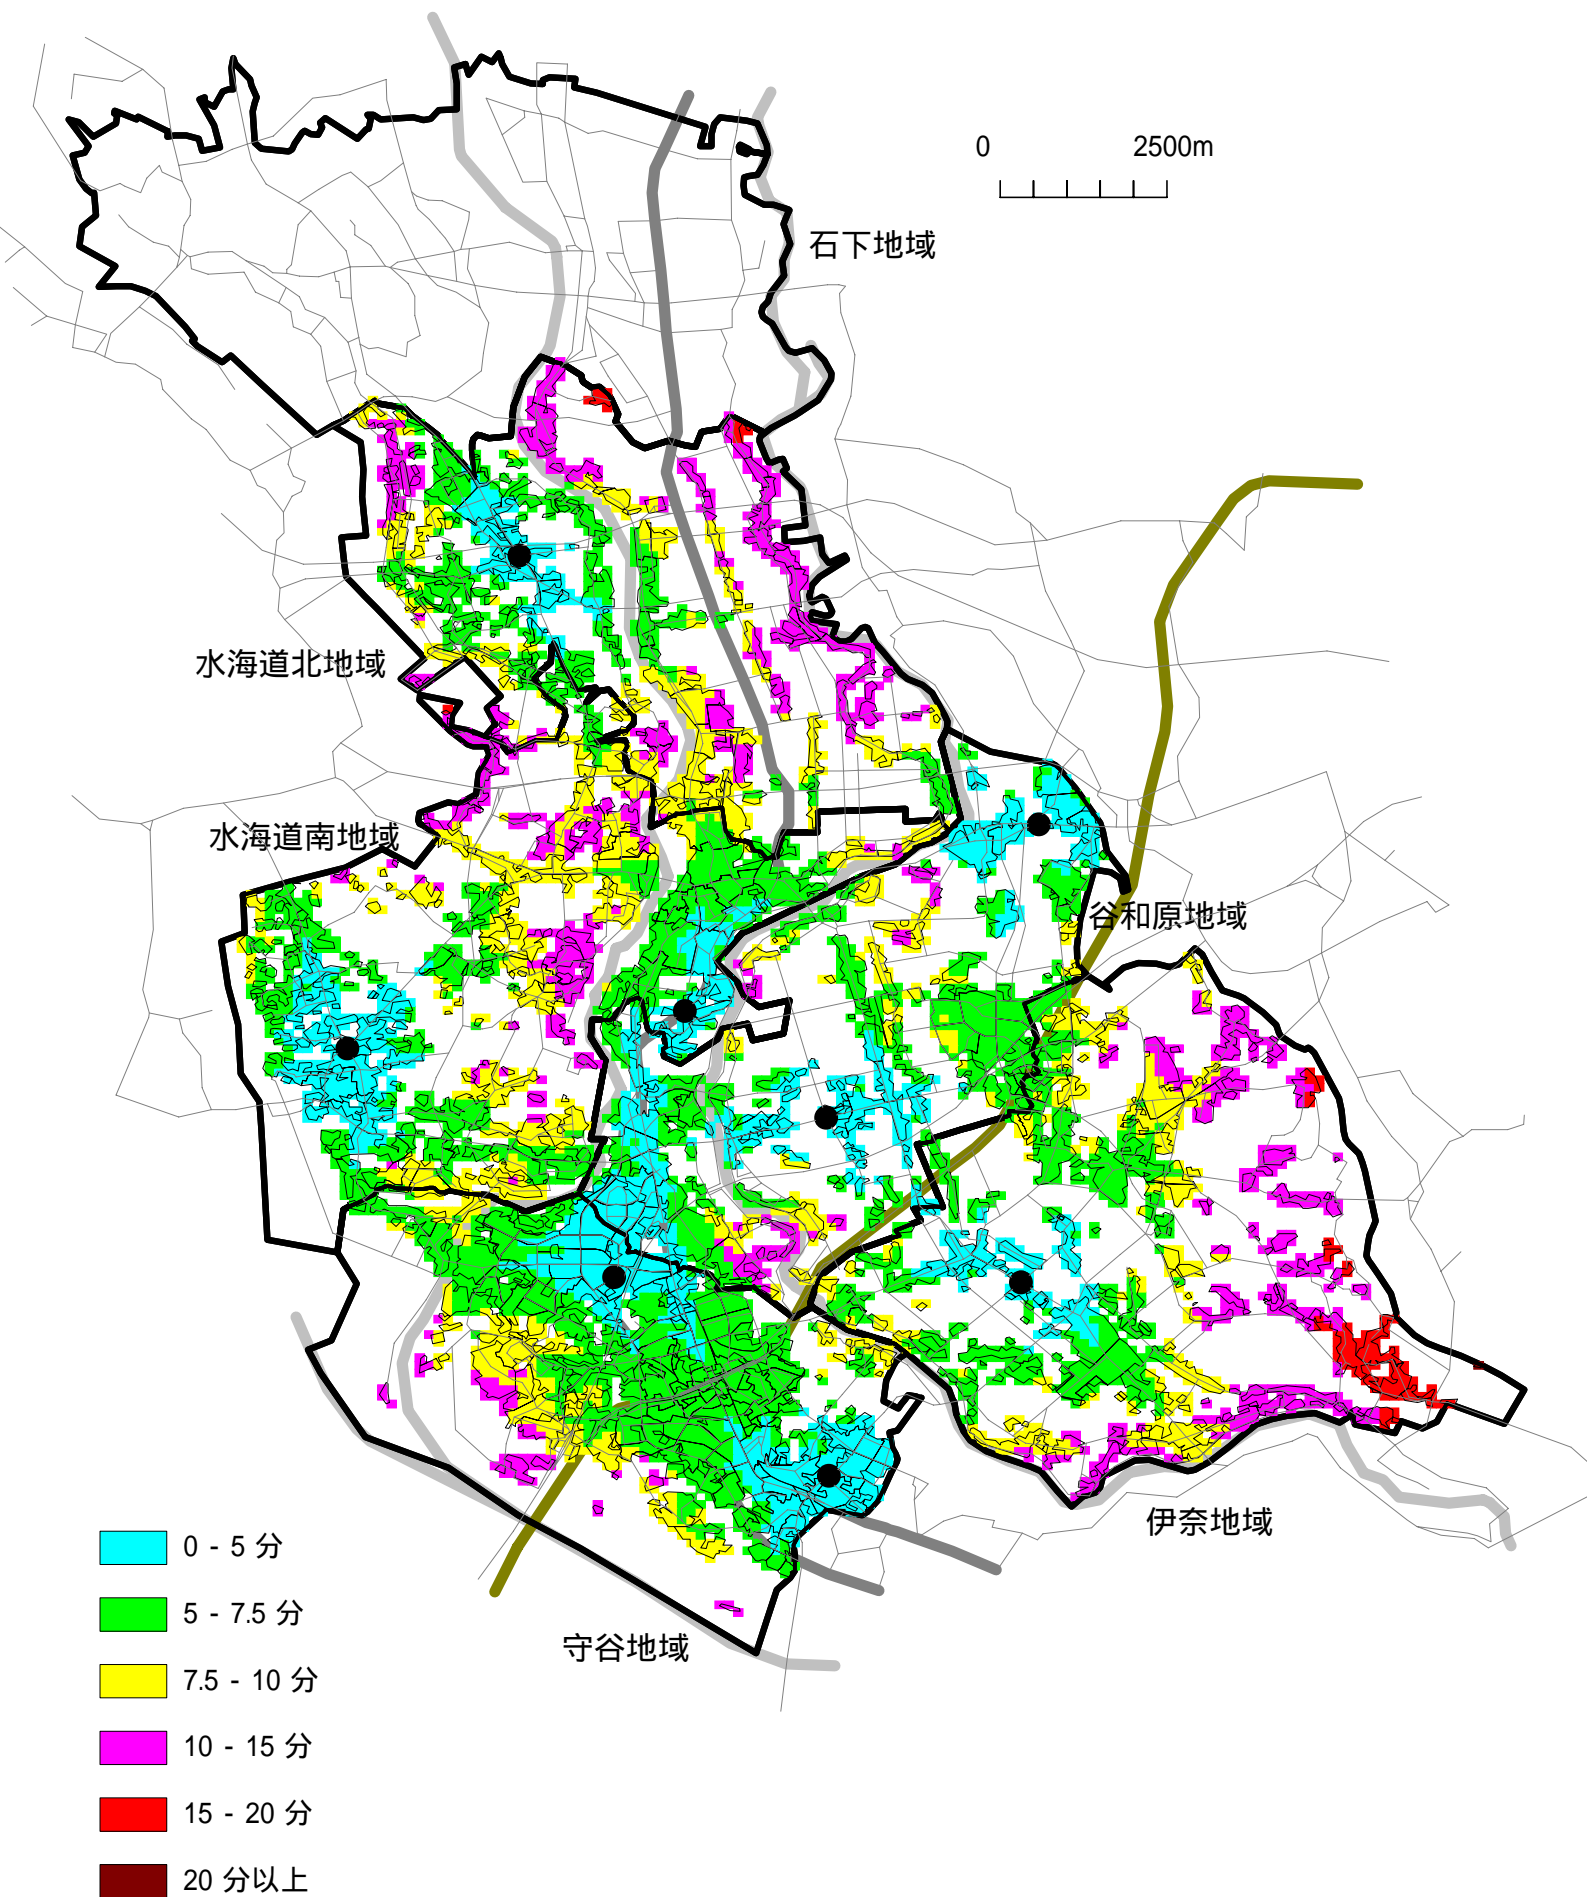 0 2500m
石下地域
水海道北地域
水海道南地域
谷和原地域
伊奈地域
守谷地域
0 - 5 分
5 - 7.5 分
7.5 - 10 分
10 - 15 分
15 - 20 分
20 分以上